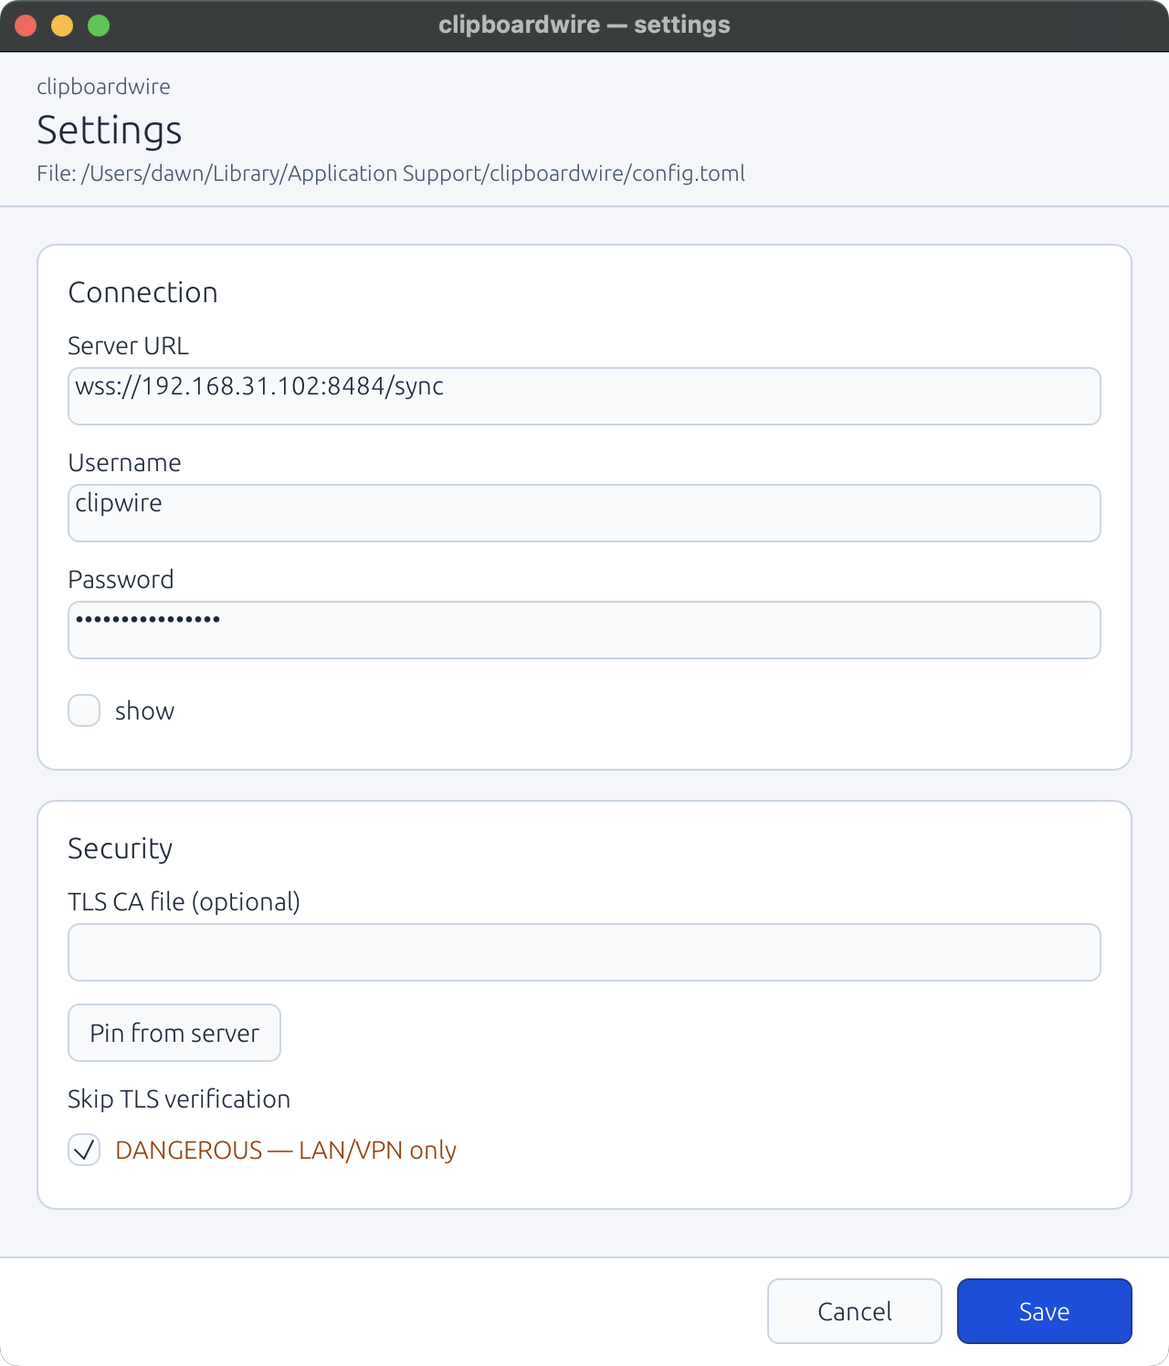 clipboardwire — settings
clipboardwire
Settings
File: /Users/dawn/Library/Application Support/clipboardwire/config.toml
Connection
Server URL
wss://192.168.31.102:8484/sync
Username
clipwire
Password
••••••••••••••••
show
Security
TLS CA file (optional)
Pin from server
Skip TLS verification
DANGEROUS — LAN/VPN only
Cancel
Save